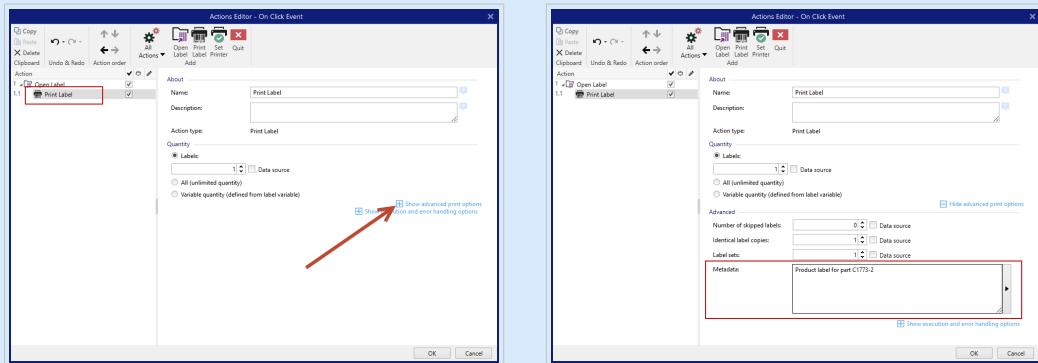 Actions Editor - On Click Event
Copy
Paste
Delete
Clipboard
Undo & Redo
Action order
All Actions
Open Label
Print Label
Set Printer
Quit
Add
Action
1 Open Label
1.1 Print Label
About
Name: Print Label
Description:
Action type: Print Label
Quantity
Labels:
1 Data source
All (unlimited quantity)
Variable quantity (defined from label variable)
Show advanced print options
Show execution and error handling options
OK Cancel
Actions Editor - On Click Event
Copy
Paste
Delete
Clipboard
Undo & Redo
Action order
All Actions
Open Label
Print Label
Set Printer
Quit
Add
Action
1 Open Label
1.1 Print Label
About
Name: Print Label
Description:
Action type: Print Label
Quantity
Labels:
1 Data source
All (unlimited quantity)
Variable quantity (defined from label variable)
Hide advanced print options
Advanced
Number of skipped labels: 0 Data source
Identical label copies: 1 Data source
Label sets: 1 Data source
Metadata: Product label for part C1773-2
Show execution and error handling options
OK Cancel